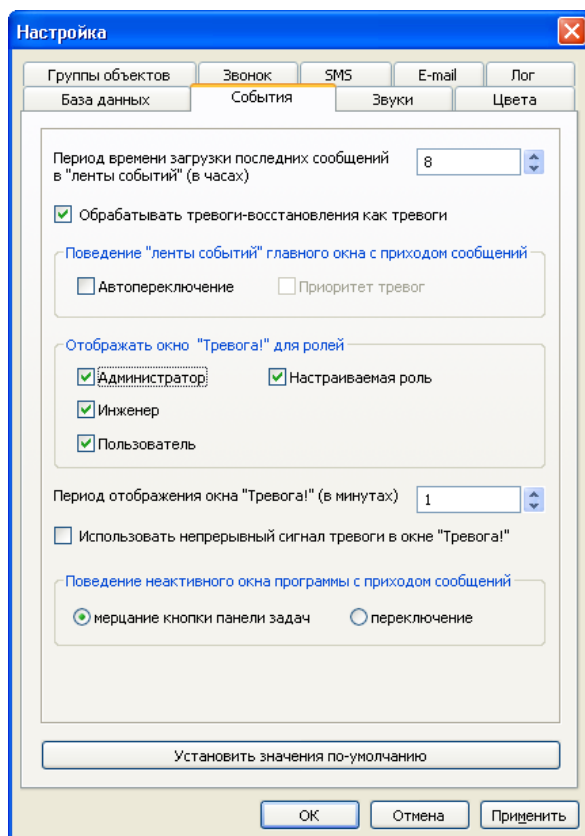 Настройка
Группы объектов Звонок SMS E-mail Лог
База данных События Звуки Цвета
Период времени загрузки последних сообщений
в "ленты событий" (в часах)
8
Обрабатывать тревоги-восстановления как тревоги
Поведение "ленты событий" главного окна с приходом сообщений
Автопереключение Приоритет тревог
Отображать окно "Тревога!" для ролей
Администратор Настраиваемая роль
Инженер
Пользователь
Период отображения окна "Тревога!" (в минутах) 1
Использовать непрерывный сигнал тревоги в окне "Тревога!"
Поведение неактивного окна программы с приходом сообщений
мерцание кнопки панели задач переключение
Установить значения по-умолчанию
ОК Отмена Применить